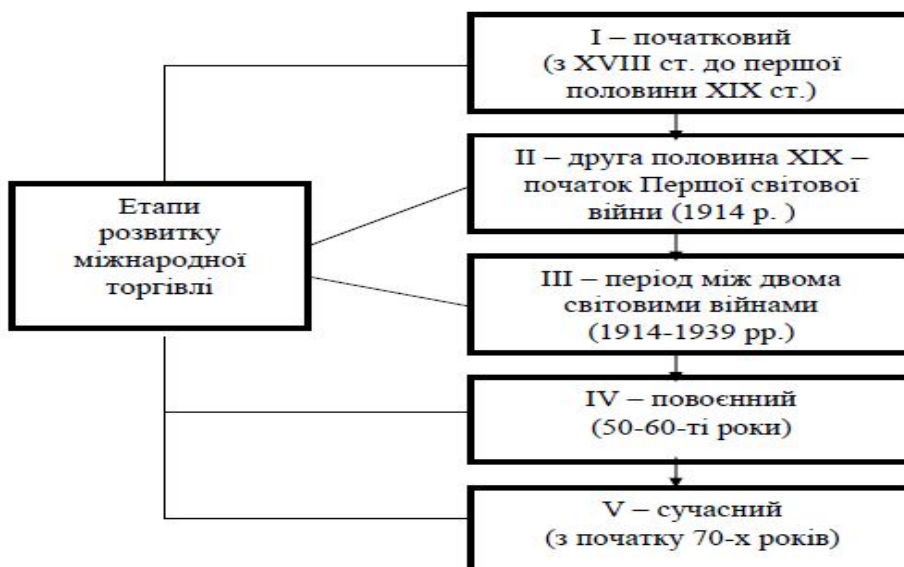 І – початковий
(з XVIII ст. до першої
половини XIX ст.)
ІІ – друга половина XIX –
початок Першої світової
війни (1914 р. )
Етапи
розвитку
міжнародної
торгівлі
ІІІ – період між двома
світовими війнами
(1914-1939 рр.)
IV – повоєнний
(50-60-ті роки)
V – сучасний
(з початку 70-х років)